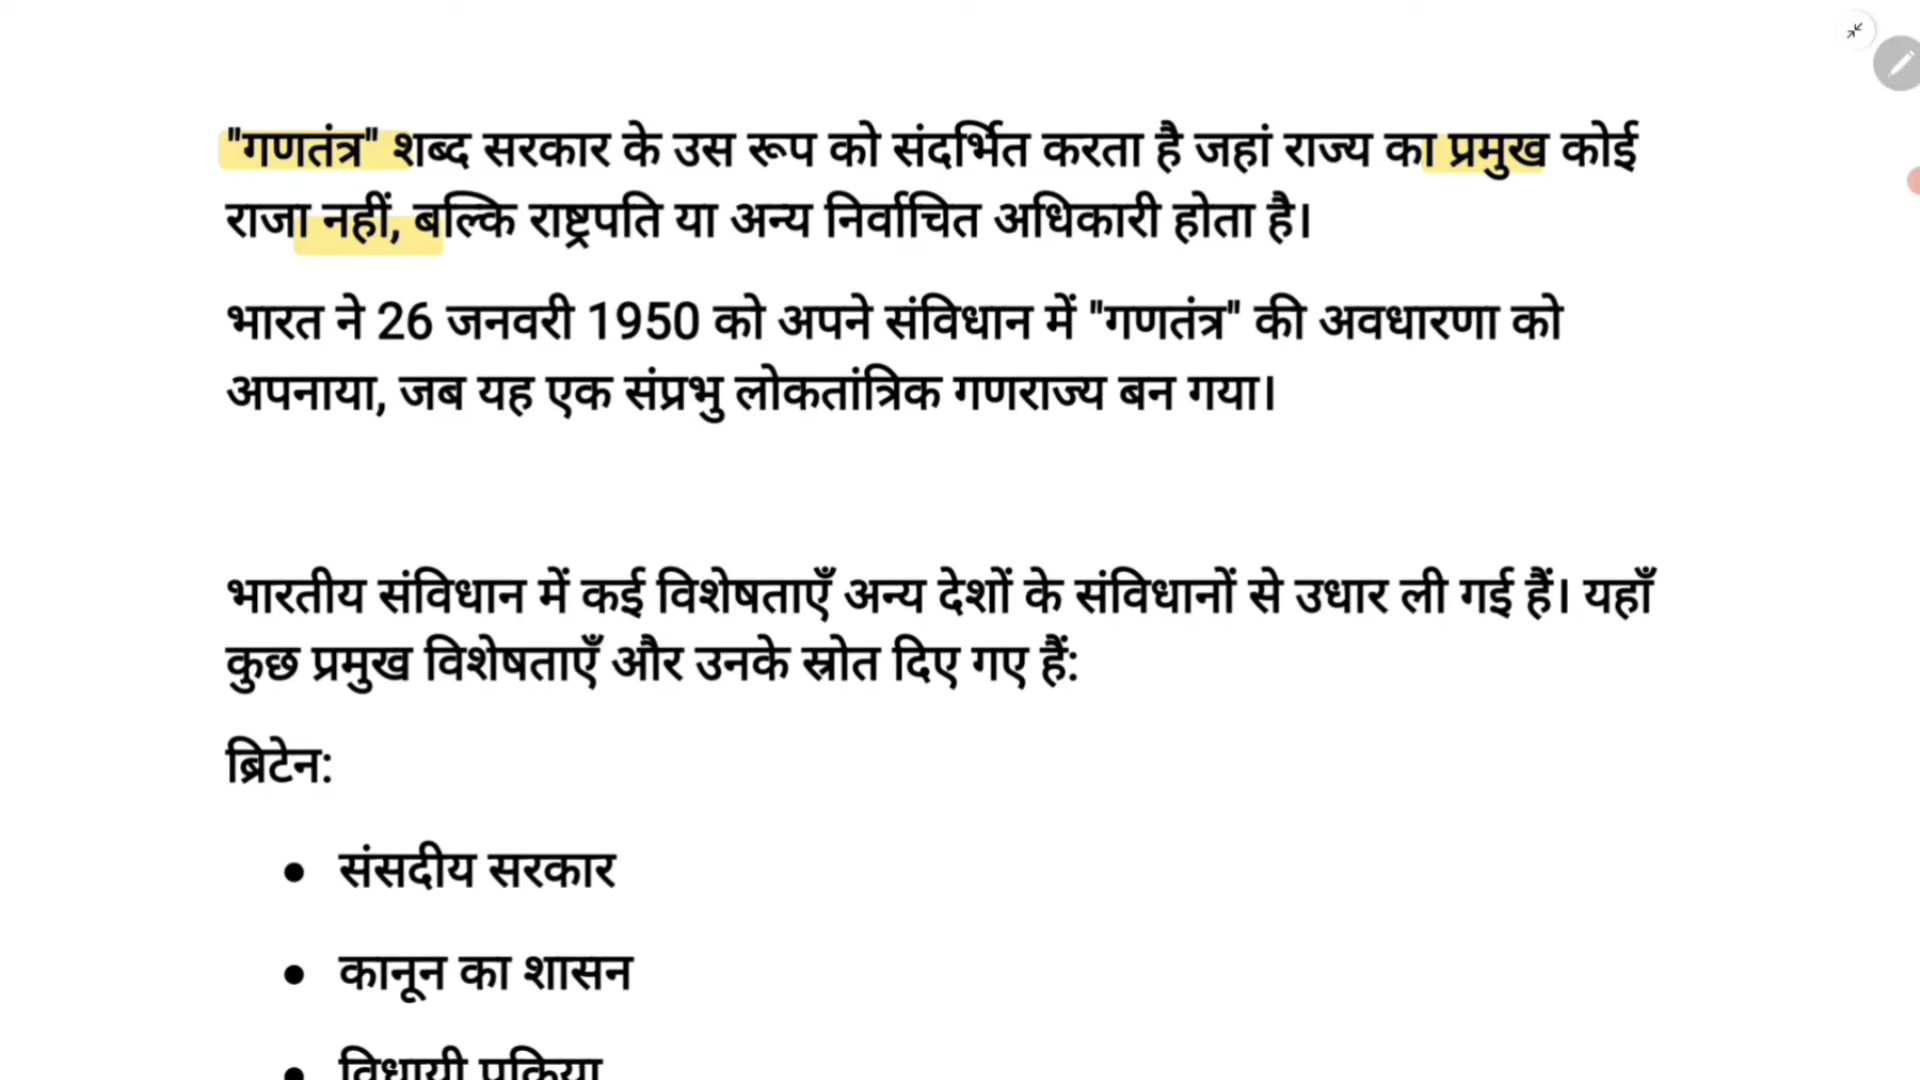 "गणतंत्र" शब्द सरकार के उस रूप को संदर्भित करता है जहां राज्य का प्रमुख कोई
राजा नहीं, बल्कि राष्ट्रपति या अन्य निर्वाचित अधिकारी होता है।
भारत ने 26 जनवरी 1950 को अपने संविधान में "गणतंत्र" की अवधारणा को
अपनाया, जब यह एक संप्रभु लोकतांत्रिक गणराज्य बन गया।
भारतीय संविधान में कई विशेषताएँ अन्य देशों के संविधानों से उधार ली गई हैं। यहाँ
कुछ प्रमुख विशेषताएँ और उनके स्रोत दिए गए हैं:
ब्रिटेन:
• संसदीय सरकार
• कानून का शासन
• विधायी प्रक्रिया